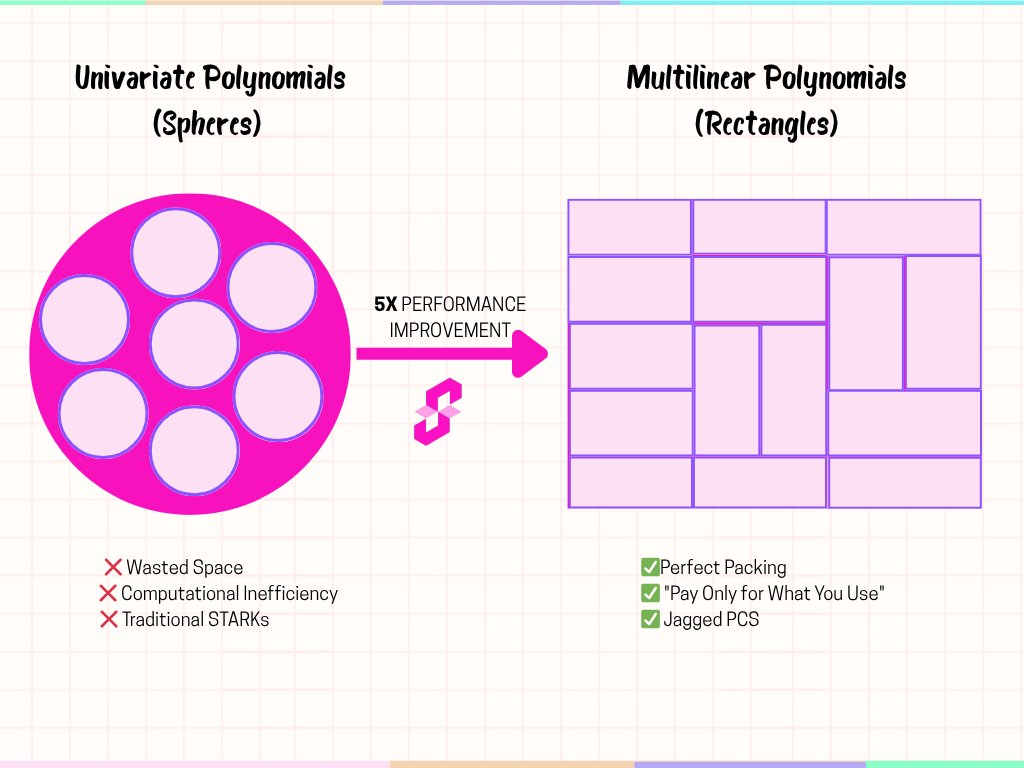 Univariate Polynomials
(Spheres)
Multilinear Polynomials
(Rectangles)
5X PERFORMANCE
IMPROVEMENT
❌ Wasted Space
❌ Computational Inefficiency
❌ Traditional STARKs
✅Perfect Packing
✅ "Pay Only for What You Use"
✅ Jagged PCS